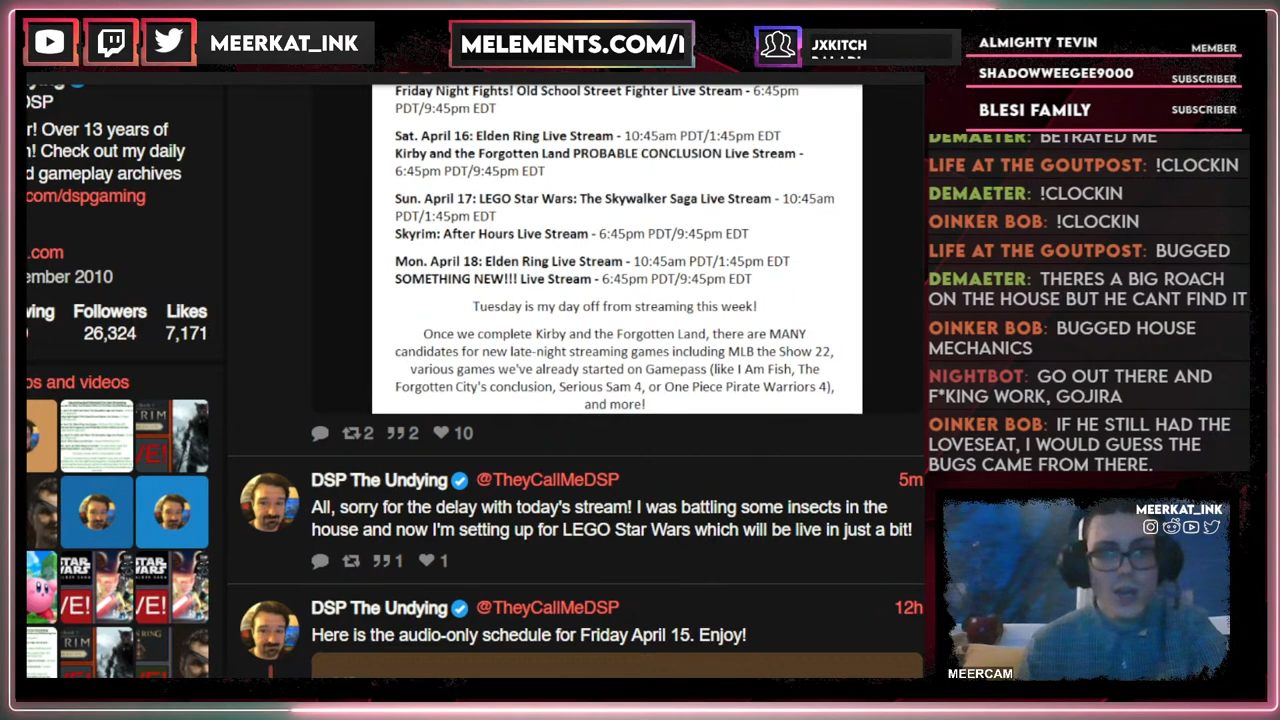 MEERKAT_INK
MELEMENTS.COM/
JXKITCH
ALMIGHTY TEVIN MEMBER
SHADOWWEEGEE9000 SUBSCRIBER
BLESI FAMILY SUBSCRIBER
DSP
r! Over 13 years of
n! Check out my daily
d gameplay archives
com/dspgaming
.com
ember 2010
Followers Likes
26,324 7,171
os and videos
Friday Night Fights! Old School Street Fighter Live Stream - 6:45pm
PDT/9:45pm EDT
Sat. April 16: Elden Ring Live Stream - 10:45am PDT/1:45pm EDT
Kirby and the Forgotten Land PROBABLE CONCLUSION Live Stream -
6:45pm PDT/9:45pm EDT
Sun. April 17: LEGO Star Wars: The Skywalker Saga Live Stream - 10:45am
PDT/1:45pm EDT
Skyrim: After Hours Live Stream - 6:45pm PDT/9:45pm EDT
Mon. April 18: Elden Ring Live Stream - 10:45am PDT/1:45pm EDT
SOMETHING NEW!!! Live Stream - 6:45pm PDT/9:45pm EDT
Tuesday is my day off from streaming this week!
Once we complete Kirby and the Forgotten Land, there are MANY
candidates for new late-night streaming games including MLB the Show 22,
various games we've already started on Gamepass (like I Am Fish, The
Forgotten City's conclusion, Serious Sam 4, or One Piece Pirate Warriors 4),
and more!
2 2 10
DSP The Undying @TheyCallMeDSP 5m
All, sorry for the delay with today's stream! I was battling some insects in the
house and now I'm setting up for LEGO Star Wars which will be live in just a bit!
1 1
DSP The Undying @TheyCallMeDSP 12h
Here is the audio-ony schedule for Friday April 15. Enjoy!
DEMAETER: BETRAYED ME
LIFE AT THE GOUTPOST: !CLOCKIN
DEMAETER: !CLOCKIN
OINKER BOB: !CLOCKIN
LIFE AT THE GOUTPOST: BUGGED
DEMAETER: THERES A BIG ROACH
ON THE HOUSE BUT HE CANT FIND IT
OINKER BOB: BUGGED HOUSE
MECHANICS
NIGHTBOT: GO OUT THERE AND
F*KING WORK, GOJIRA
OINKER BOB: IF HE STILL HAD THE
LOVESEAT, I WOULD GUESS THE
BUGS CAME FROM THERE.
MEERKAT_INK
MEERCAM